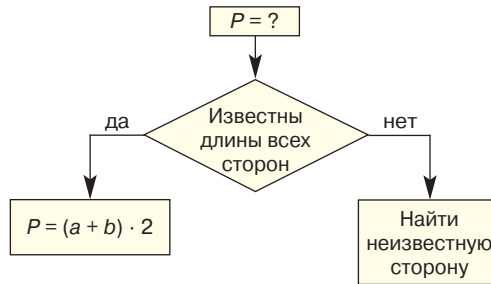 P = ?
Известны
длины всех
сторон
да
нет
P = (a + b) · 2
Найти
неизвестную
сторону